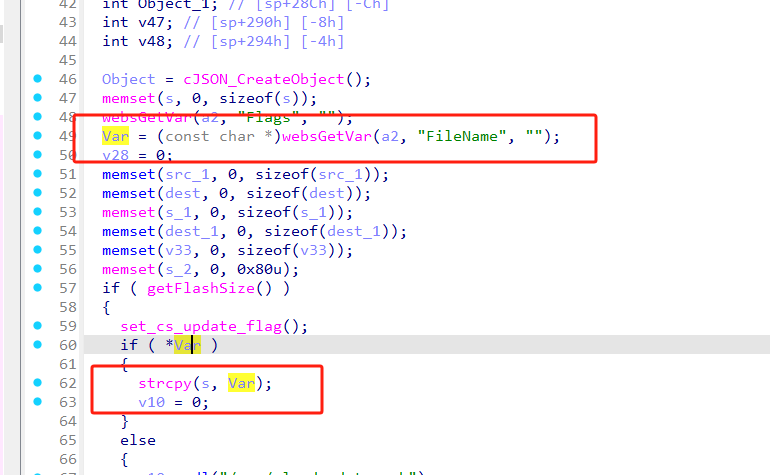 42 int Object_1; // [sp+28Ch] [-Ch]
43 int v47; // [sp+290h] [-8h]
44 int v48; // [sp+294h] [-4h]
45
46 Object = cJSON_CreateObject();
47 memset(s, 0, sizeof(s));
48 websGetVar(a2, "Flags", "");
49 Var = (const char *)websGetVar(a2, "FileName", "");
50 v28 = 0;
51 memset(src_1, 0, sizeof(src_1));
52 memset(dest, 0, sizeof(dest));
53 memset(s_1, 0, sizeof(s_1));
54 memset(dest_1, 0, sizeof(dest_1));
55 memset(v33, 0, sizeof(v33));
56 memset(s_2, 0, 0x80u);
57 if ( getFlashSize() )
58 {
59 set_cs_update_flag();
60 if ( *Var )
61 {
62 strcpy(s, Var);
63 v10 = 0;
64 }
65 else
66 {